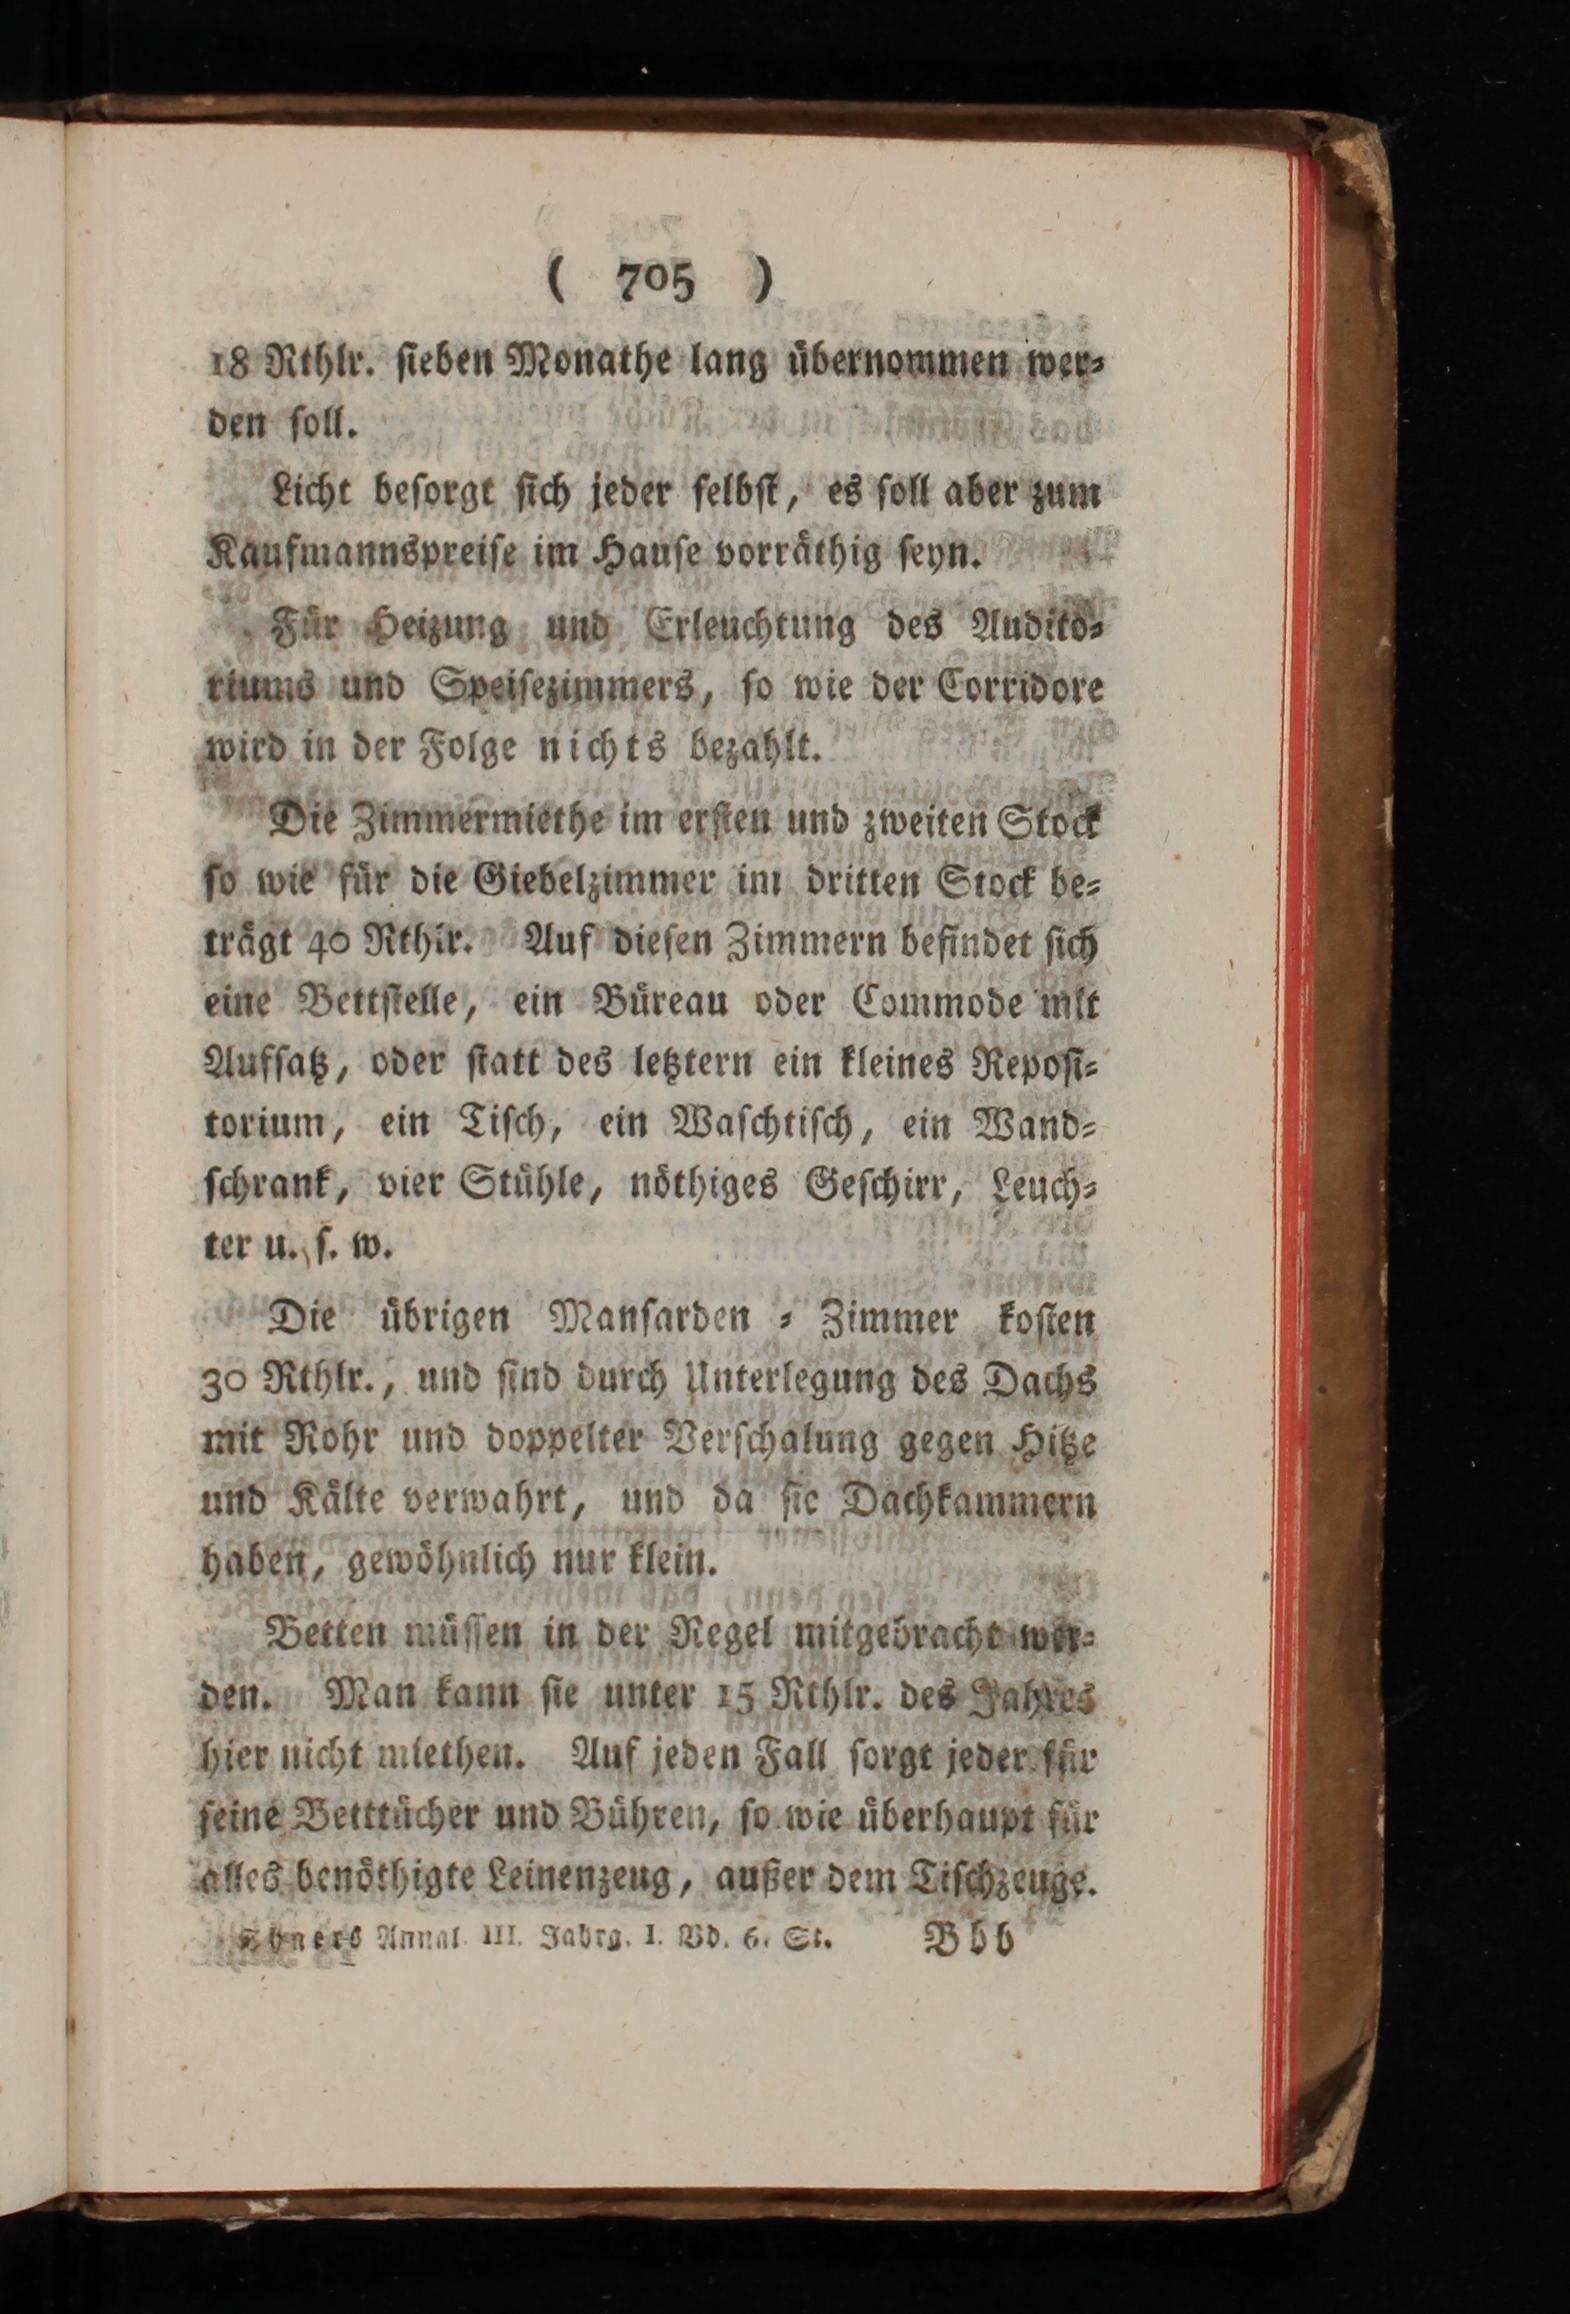 ( 705 )
18 Rthlr. ſieben Monathe lang übernommen wer⸗
den ſoll.
Licht beſorgt ſich jeder ſelbſt, es ſoll aber zum
Kaufmannspreiſe im Hauſe vorräthig ſeyn.
Für Heizung und Erleuchtung des Audito⸗
riums und Speiſezimmers, ſo wie der Corridore
wird in der Folge nichts bezahlt.
Die Zimmermiethe im erſten und zweiten Stock
ſo wie für die Giebelzimmer im dritten Stock be⸗
trägt 40 Rthlr. Auf dieſen Zimmern befindet ſich
eine Bettſtelle, ein Büreau oder Commode mit
Aufſatz, oder ſtatt des letztern ein kleines Repoſi⸗
torium, ein Tiſch, ein Waſchtiſch, ein Wand⸗
ſchrank, vier Stühle, nöthiges Geſchirr, Leuch⸗
ter u. ſ. w.
Die übrigen Manſarden ⸗ Zimmer koſten
30 Rthlr., und ſind durch Unterlegung des Dachs
mit Rohr und doppelter Verſchalung gegen Hitze
und Kälte verwahrt, und da ſie Dachkammern
haben, gewöhnlich nur klein.
Betten müſſen in der Regel mitgebracht wer⸗
den. Man kann ſie unter 15 Rthlr. des Jahres
hier nicht miethen. Auf jeden Fall ſorgt jeder für
ſeine Betttücher und Bühren, ſo wie überhaupt für
alles benöthigte Leinenzeug, außer dem Tiſchzeuge.
Annal III. Jahrg. I. Bd. 6. St. Bbb